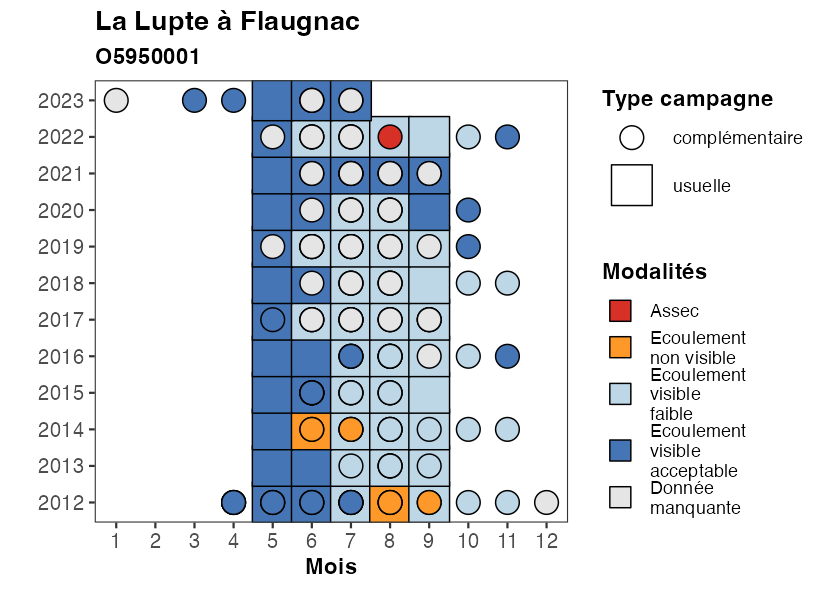 La Lupte à Flaugnac
O5950001
2023
2022
2021
2020
2019
2018
2017
2016
2015
2014
2013
2012
1 2 3 4 5 6 7 8 9 10 11 12
Mois
Type campagne
complémentaire
usuelle
Modalités
Assec
Ecoulement
non visible
Ecoulement
visible
faible
Ecoulement
visible
acceptable
Donnée
manquante